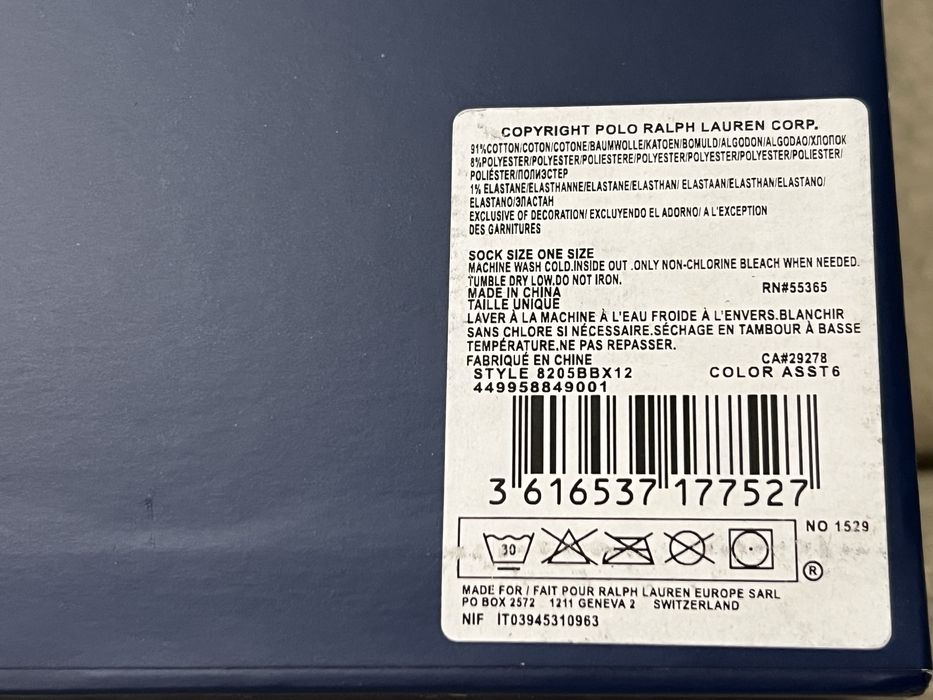 COPYRIGHT POLO RALPH LAUREN CORP.
91%COTTON/COTON/COTONE/BAUMWOLLE/KATOEN/BOMULD/ALGODON/ALGODAO/ХЛОПОК
8%POLYESTER/POLYESTER/POLIESTERE/POLYESTER/POLYESTER/POLYESTER/POLIESTER/
POLIÉSTER/ПОЛИЭСТЕР
1% ELASTANE/ELASTHANNE/ELASTANE/ELASTHAN/ ELASTAAN/ELASTHAN/ELASTANO/
ELASTANO/ЭЛАСТАН
EXCLUSIVE OF DECORATION/ EXCLUYENDO EL ADORNO/ A L'EXCEPTION
DES GARNITURES
SOCK SIZE ONE SIZE
MACHINE WASH COLD.INSIDE OUT .ONLY NON-CHLORINE BLEACH WHEN NEEDED.
TUMBLE DRY LOW.DO NOT IRON.
RN#55365
MADE IN CHINA
TAILLE UNIQUE
LAVER À LA MACHINE À L'EAU FROIDE À L'ENVERS.BLANCHIR
SANS CHLORE SI NÉCESSAIRE.SÉCHAGE EN TAMBOUR À BASSE
TEMPÉRATURE.NE PAS REPASSER.
FABRIQUÉ EN CHINE CA#29278
STYLE 8205BBX12 COLOR ASST6
449958849001
3 616537 177527
30
NO 1529
®
MADE FOR / FAIT POUR RALPH LAUREN EUROPE SARL
PO BOX 2572 1211 GENEVA 2 SWITZERLAND
NIF IT03945310963